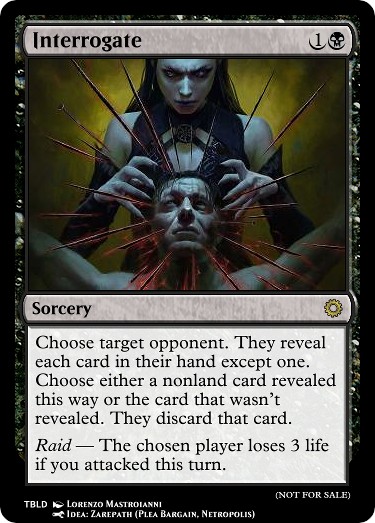 Interrogate 1
Sorcery
Choose target opponent. They reveal
each card in their hand except one.
Choose either a nonland card revealed
this way or the card that wasn't
revealed. They discard that card.
Raid — The chosen player loses 3 life
if you attacked this turn.
(NOT FOR SALE)
TBLD Lorenzo Mastroianni
Idea: Zarepath (Plea Bargain, Netropolis)